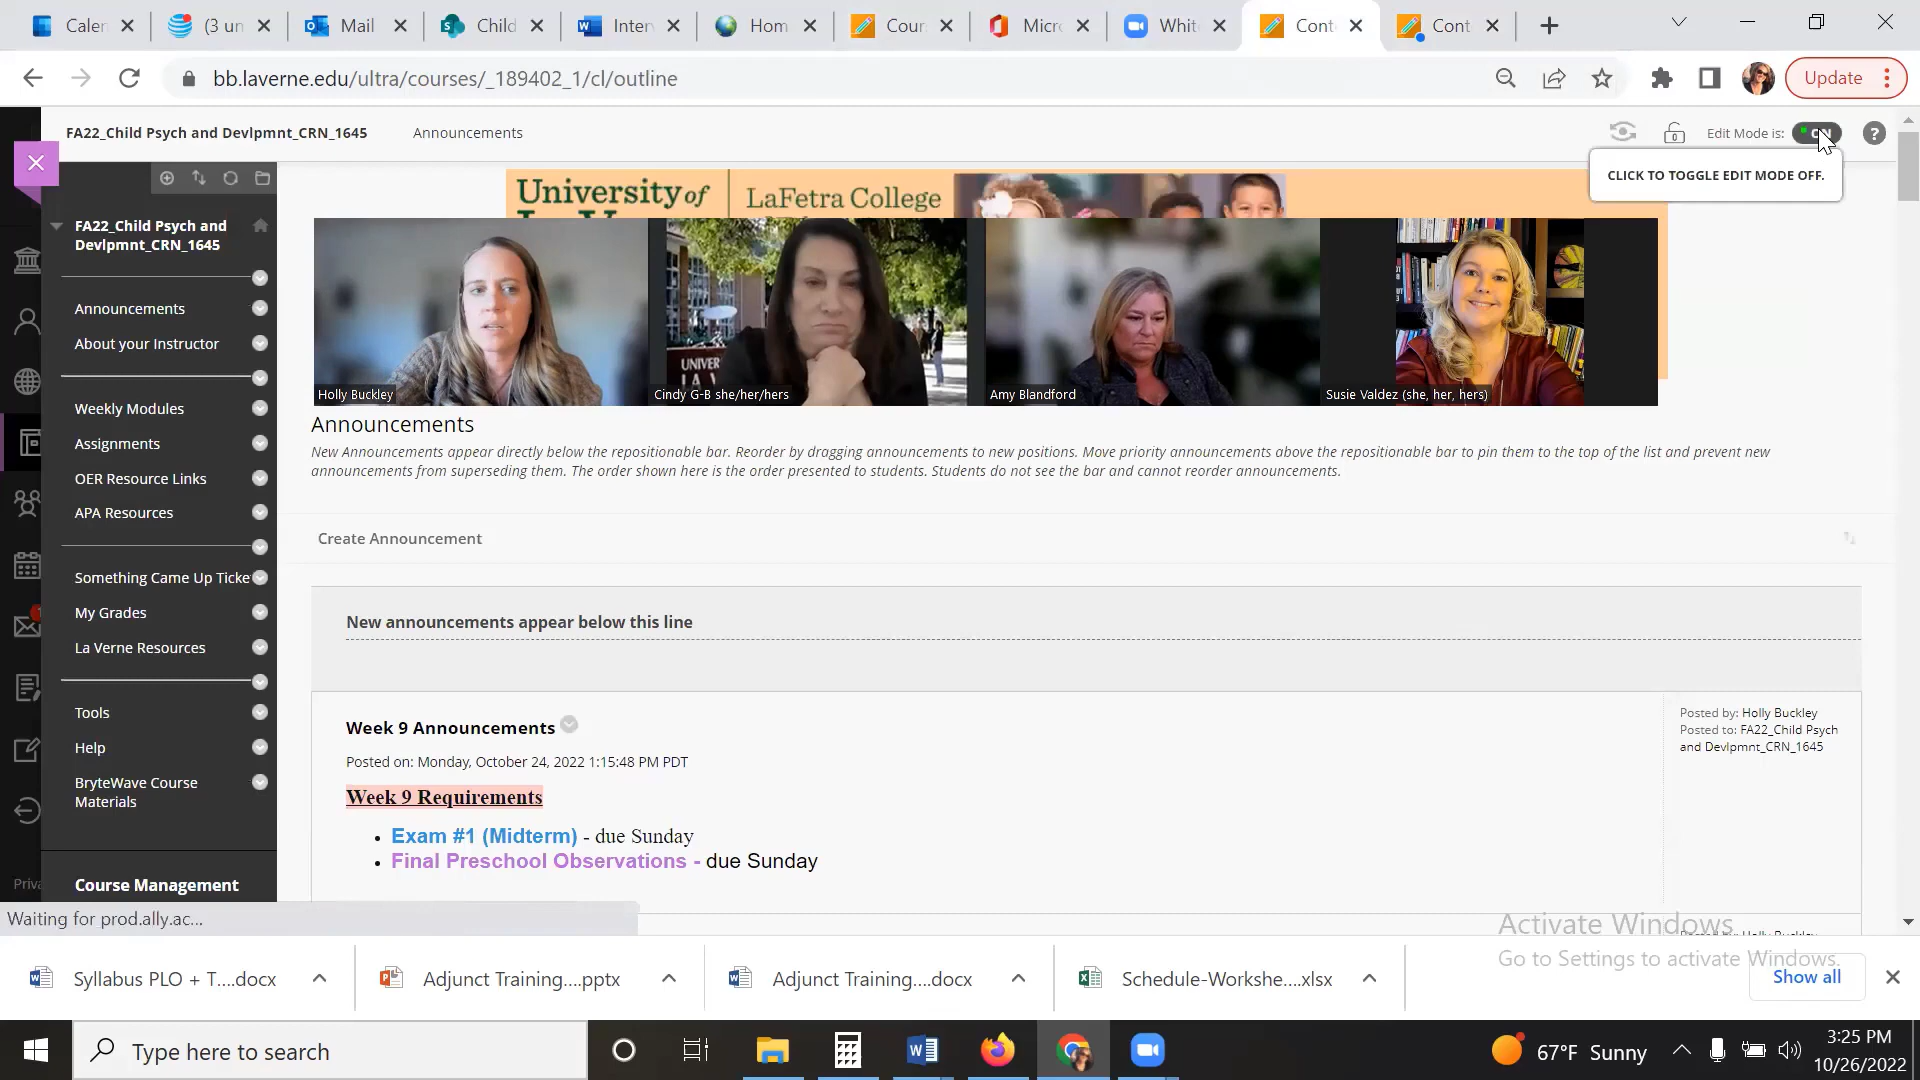 Calen
(3 un
Mail
Child
Interv
Hom
Cour
Micro
White
Cont
Cont
bb.laverne.edu/ultra/courses/_189402_1/cl/outline
Update
FA22_Child Psych and Devlpmnt_CRN_1645
Announcements
Edit Mode is:
ON
?
CLICK TO TOGGLE EDIT MODE OFF.
University of
LaFetra College
Holly Buckley
UNIVER
Cindy G-B she/her/hers
Amy Blandford
Susie Valdez (she, her, hers)
FA22_Child Psych and
Devlpmnt_CRN_1645
Announcements
About your Instructor
Weekly Modules
Assignments
OER Resource Links
APA Resources
Something Came Up Ticke
My Grades
La Verne Resources
Tools
Help
BryteWave Course
Materials
Course Management
Priva
Announcements
New Announcements appear directly below the repositionable bar. Reorder by dragging announcements to new positions. Move priority announcements above the repositionable bar to pin them to the top of the list and prevent new
announcements from superseding them. The order shown here is the order presented to students. Students do not see the bar and cannot reorder announcements.
Create Announcement
New announcements appear below this line
Week 9 Announcements
Posted on: Monday, October 24, 2022 1:15:48 PM PDT
Week 9 Requirements
• Exam #1 (Midterm) - due Sunday
• Final Preschool Observations - due Sunday
Posted by: Holly Buckley
Posted to: FA22_Child Psych
and Devlpmnt_CRN_1645
Waiting for prod.ally.ac...
Activate Windows
Go to Settings to activate Windows.
Syllabus PLO + T....docx
Adjunct Training....pptx
Adjunct Training....docx
Schedule-Workshe....xlsx
Show all
Type here to search
67°F Sunny
3:25 PM
10/26/2022